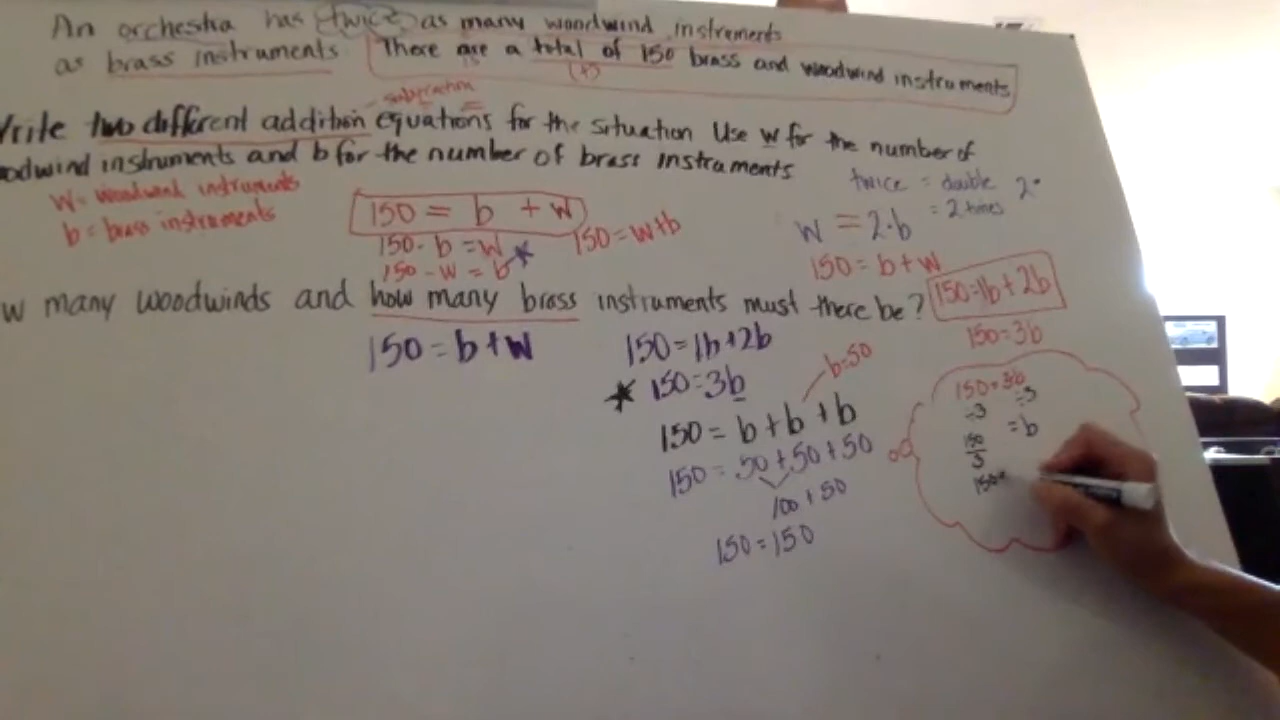 An orchestra has twice as many woodwind instruments
as brass instruments There are a total of 150 brass and woodwind instruments
(+)
subtraction
Write two different addition equations for the situation Use w for the number of
odwind instruments and b for the number of brass instruments
W = woodwind instruments
b = brass instruments
150 = b + w
150 - b = w
150 - w = b
150 = w + b
twice = double 2·
= 2 times
W = 2·b
150 = b + w
150 = 1b + 2b
w many woodwinds and how many brass instruments must there be?
150 = 3b
150 = b + w
150 = 1b + 2b
150 = 3b
b = 50
150 = b + b + b
150 = 50 + 50 + 50
100 + 50
150 = 150
150 = 3b
÷3 ÷3
150/3 = b
150÷